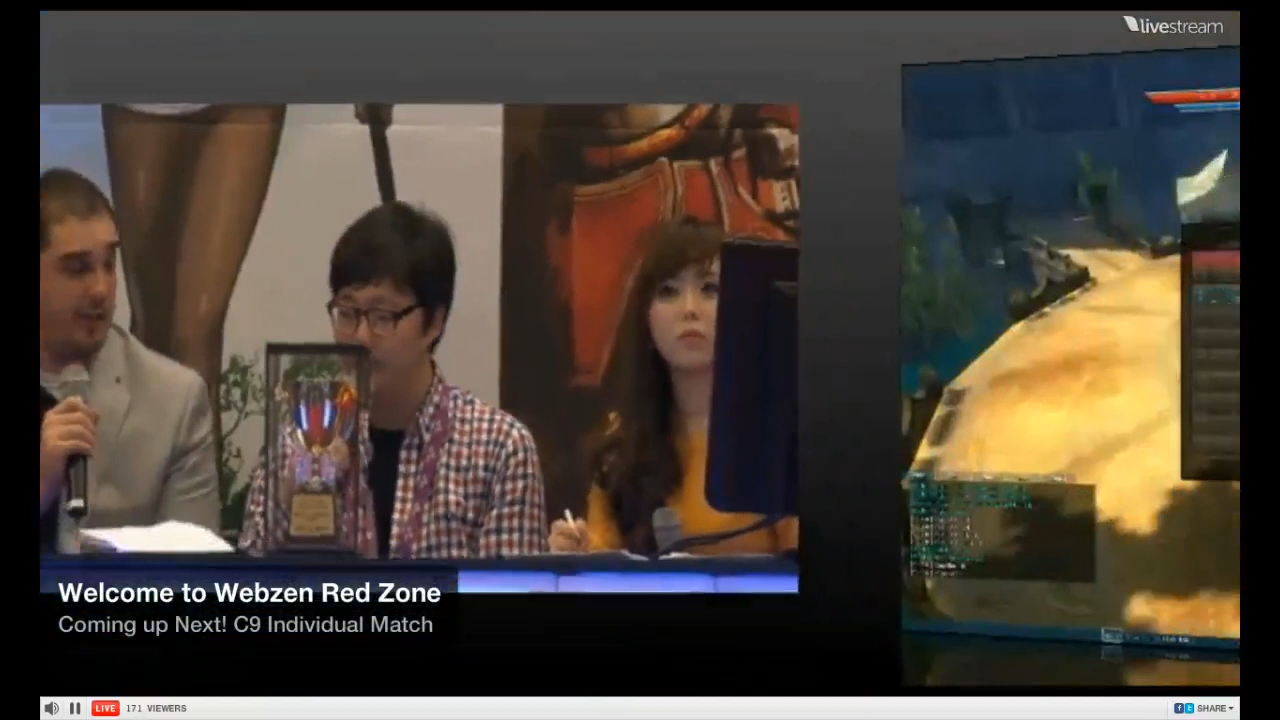 livestream
Welcome to Webzen Red Zone
Coming up Next! C9 Individual Match
LIVE 171 VIEWERS
SHARE